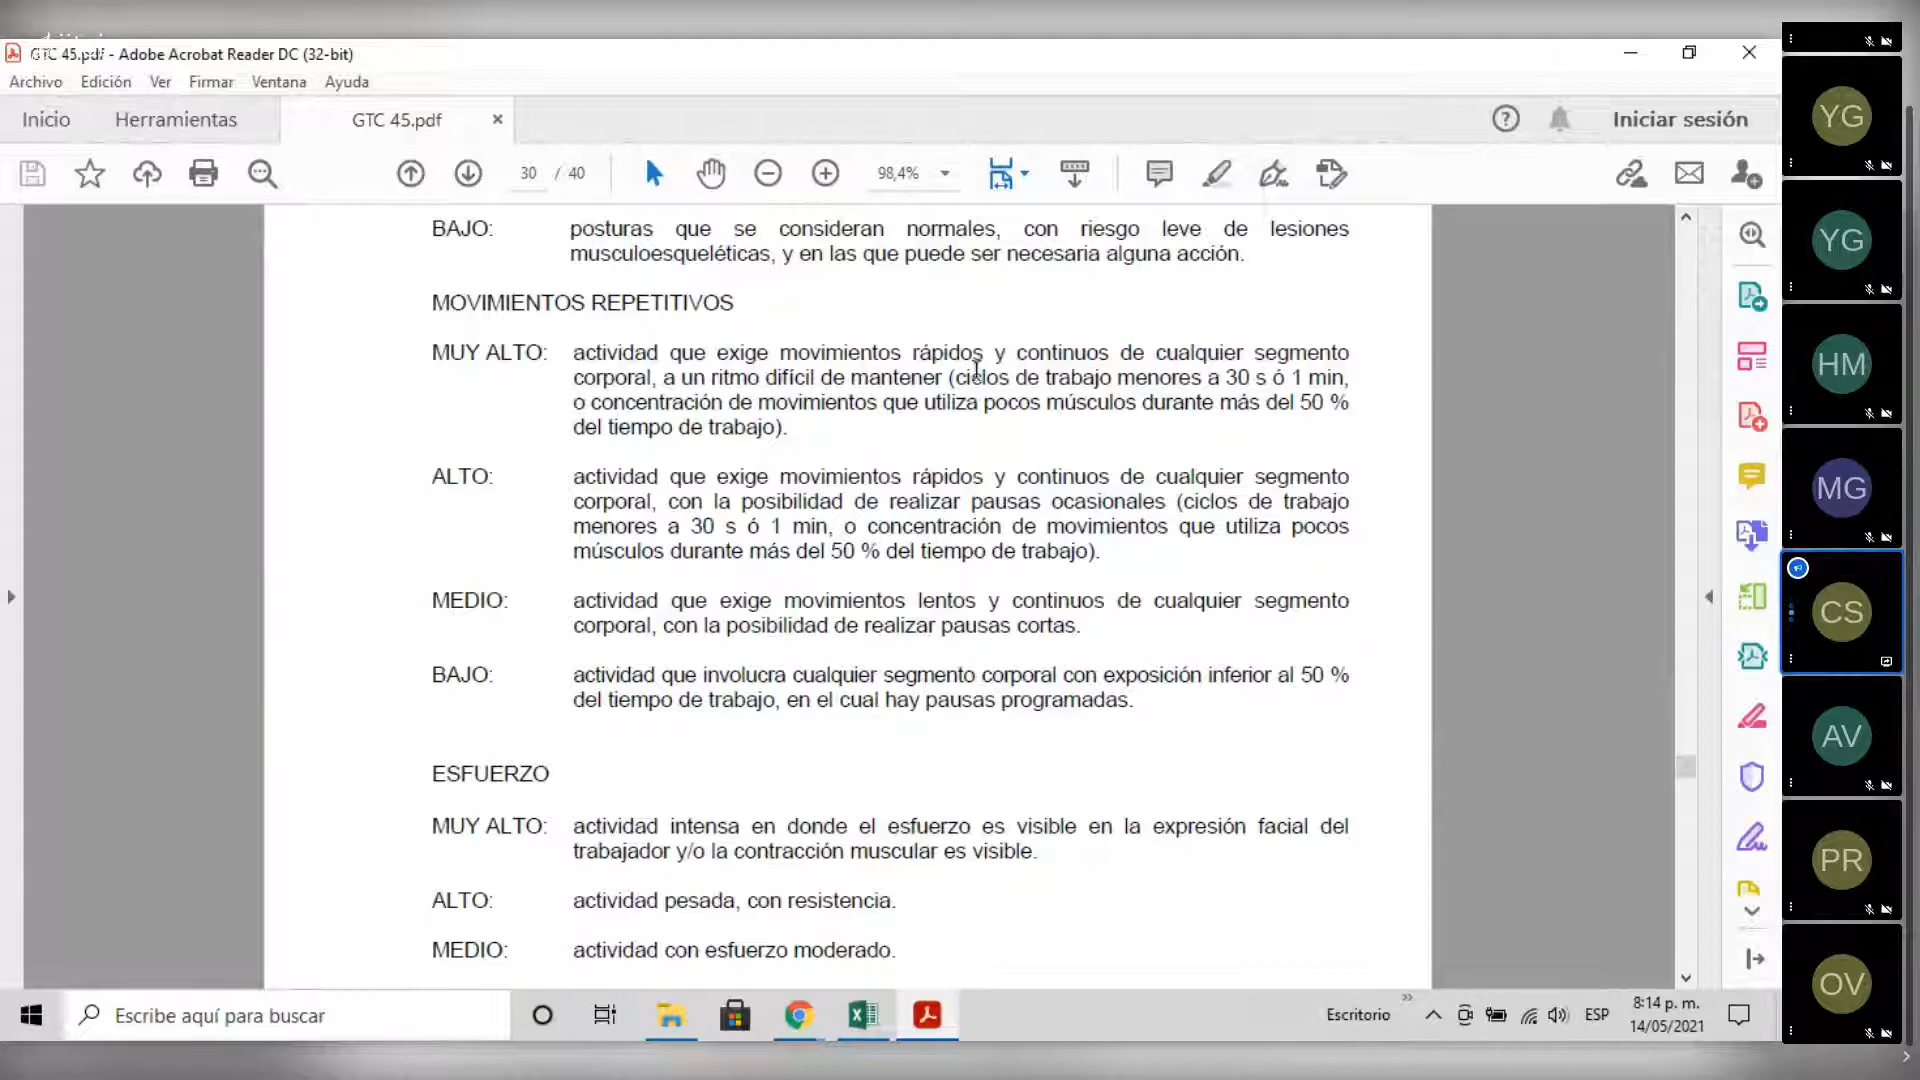 GTC 45.pdf - Adobe Acrobat Reader DC (32-bit)
Archivo Edición Ver Firmar Ventana Ayuda
Inicio Herramientas GTC 45.pdf × Iniciar sesión
30 / 40 98,4%
BAJO: posturas que se consideran normales, con riesgo leve de lesiones
musculoesqueléticas, y en las que puede ser necesaria alguna acción.
MOVIMIENTOS REPETITIVOS
MUY ALTO: actividad que exige movimientos rápidos y continuos de cualquier segmento
corporal, a un ritmo difícil de mantener (ciclos de trabajo menores a 30 s ó 1 min,
o concentración de movimientos que utiliza pocos músculos durante más del 50 %
del tiempo de trabajo).
ALTO: actividad que exige movimientos rápidos y continuos de cualquier segmento
corporal, con la posibilidad de realizar pausas ocasionales (ciclos de trabajo
menores a 30 s ó 1 min, o concentración de movimientos que utiliza pocos
músculos durante más del 50 % del tiempo de trabajo).
MEDIO: actividad que exige movimientos lentos y continuos de cualquier segmento
corporal, con la posibilidad de realizar pausas cortas.
BAJO: actividad que involucra cualquier segmento corporal con exposición inferior al 50 %
del tiempo de trabajo, en el cual hay pausas programadas.
ESFUERZO
MUY ALTO: actividad intensa en donde el esfuerzo es visible en la expresión facial del
trabajador y/o la contracción muscular es visible.
ALTO: actividad pesada, con resistencia.
MEDIO: actividad con esfuerzo moderado.
Escribe aquí para buscar
Escritorio
ESP
8:14 p. m.
14/05/2021
YG
YG
HM
MG
CS
AV
PR
OV